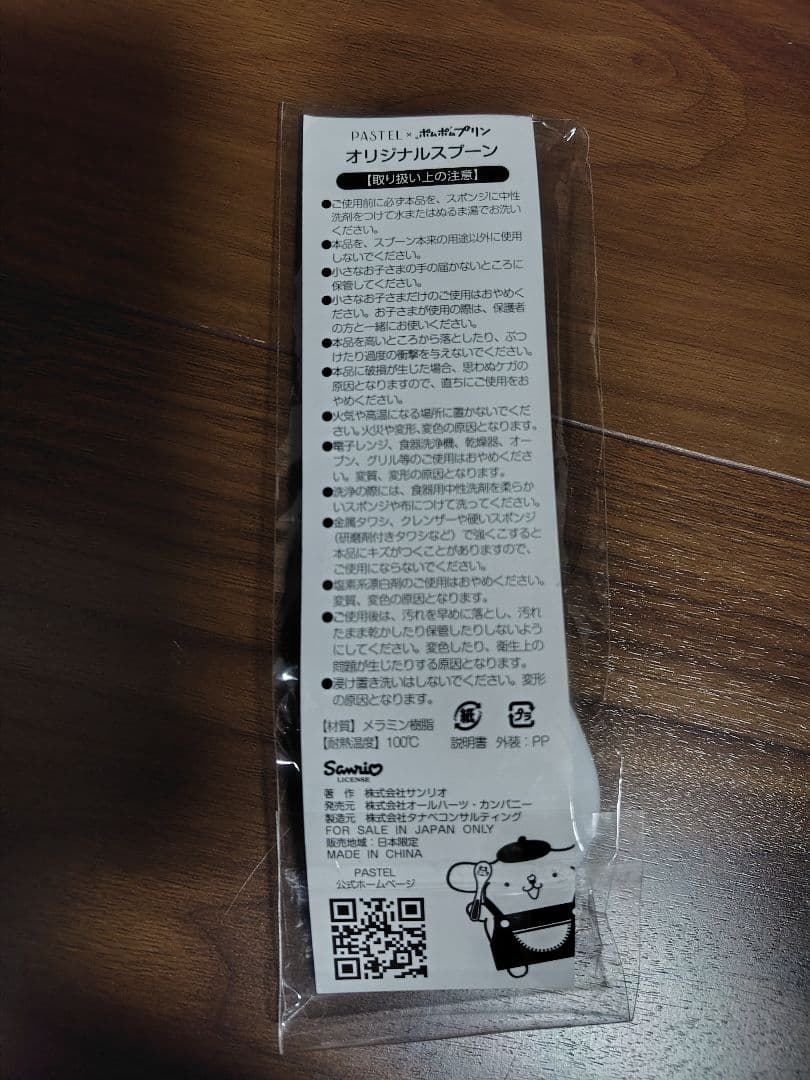 PASTEL × ポムポムプリン
オリジナルスプーン
【取り扱い上の注意】
●ご使用前に必ず本品を、スポンジに中性
洗剤をつけて水またはぬるま湯でお洗い
ください。
●本品を、スプーン本来の用途以外に使用
しないでください。
●小さなお子さまの手の届かないところに
保管してください。
●小さなお子さまだけのご使用はおやめく
ださい。お子さまが使用の際は、保護者
の方と一緒にお使いください。
●本品を高いところから落としたり、ぶつ
けたり過度の衝撃を与えないでください。
●本品に破損が生じた場合、思わぬケガの
原因となりますので、直ちにご使用をお
やめください。
●火気や高温になる場所に置かないでくだ
さい。火災や変形、変色の原因となります。
●電子レンジ、食器洗浄機、乾燥器、オー
ブン、グリル等のご使用はおやめくださ
い。変質、変形の原因となります。
●洗浄の際には、食器用中性洗剤を柔らか
いスポンジや布につけて洗ってください。
●金属タワシ、クレンザーや硬いスポンジ
（研磨剤付きタワシなど）で強くこすると
本品にキズがつくことがありますので、
ご使用にならないでください。
●塩素系漂白剤のご使用はおやめください。
変質、変色の原因となります。
●ご使用後は、汚れを早めに落とし、汚れ
たまま乾かしたり保管したりしないよう
にしてください。変色したり、衛生上の
問題が生じたりする原因となります。
●浸け置き洗いはしないでください。変形
の原因となります。
【材質】メラミン樹脂 紙 プラ
【耐熱温度】100℃ 説明書 外装：PP
Sanrio
LICENSE
著 作 株式会社サンリオ
発売元 株式会社オールハーツ・カンパニー
製造元 株式会社タナベコンサルティング
FOR SALE IN JAPAN ONLY
販売地域：日本限定
MADE IN CHINA
PASTEL
公式ホームページ